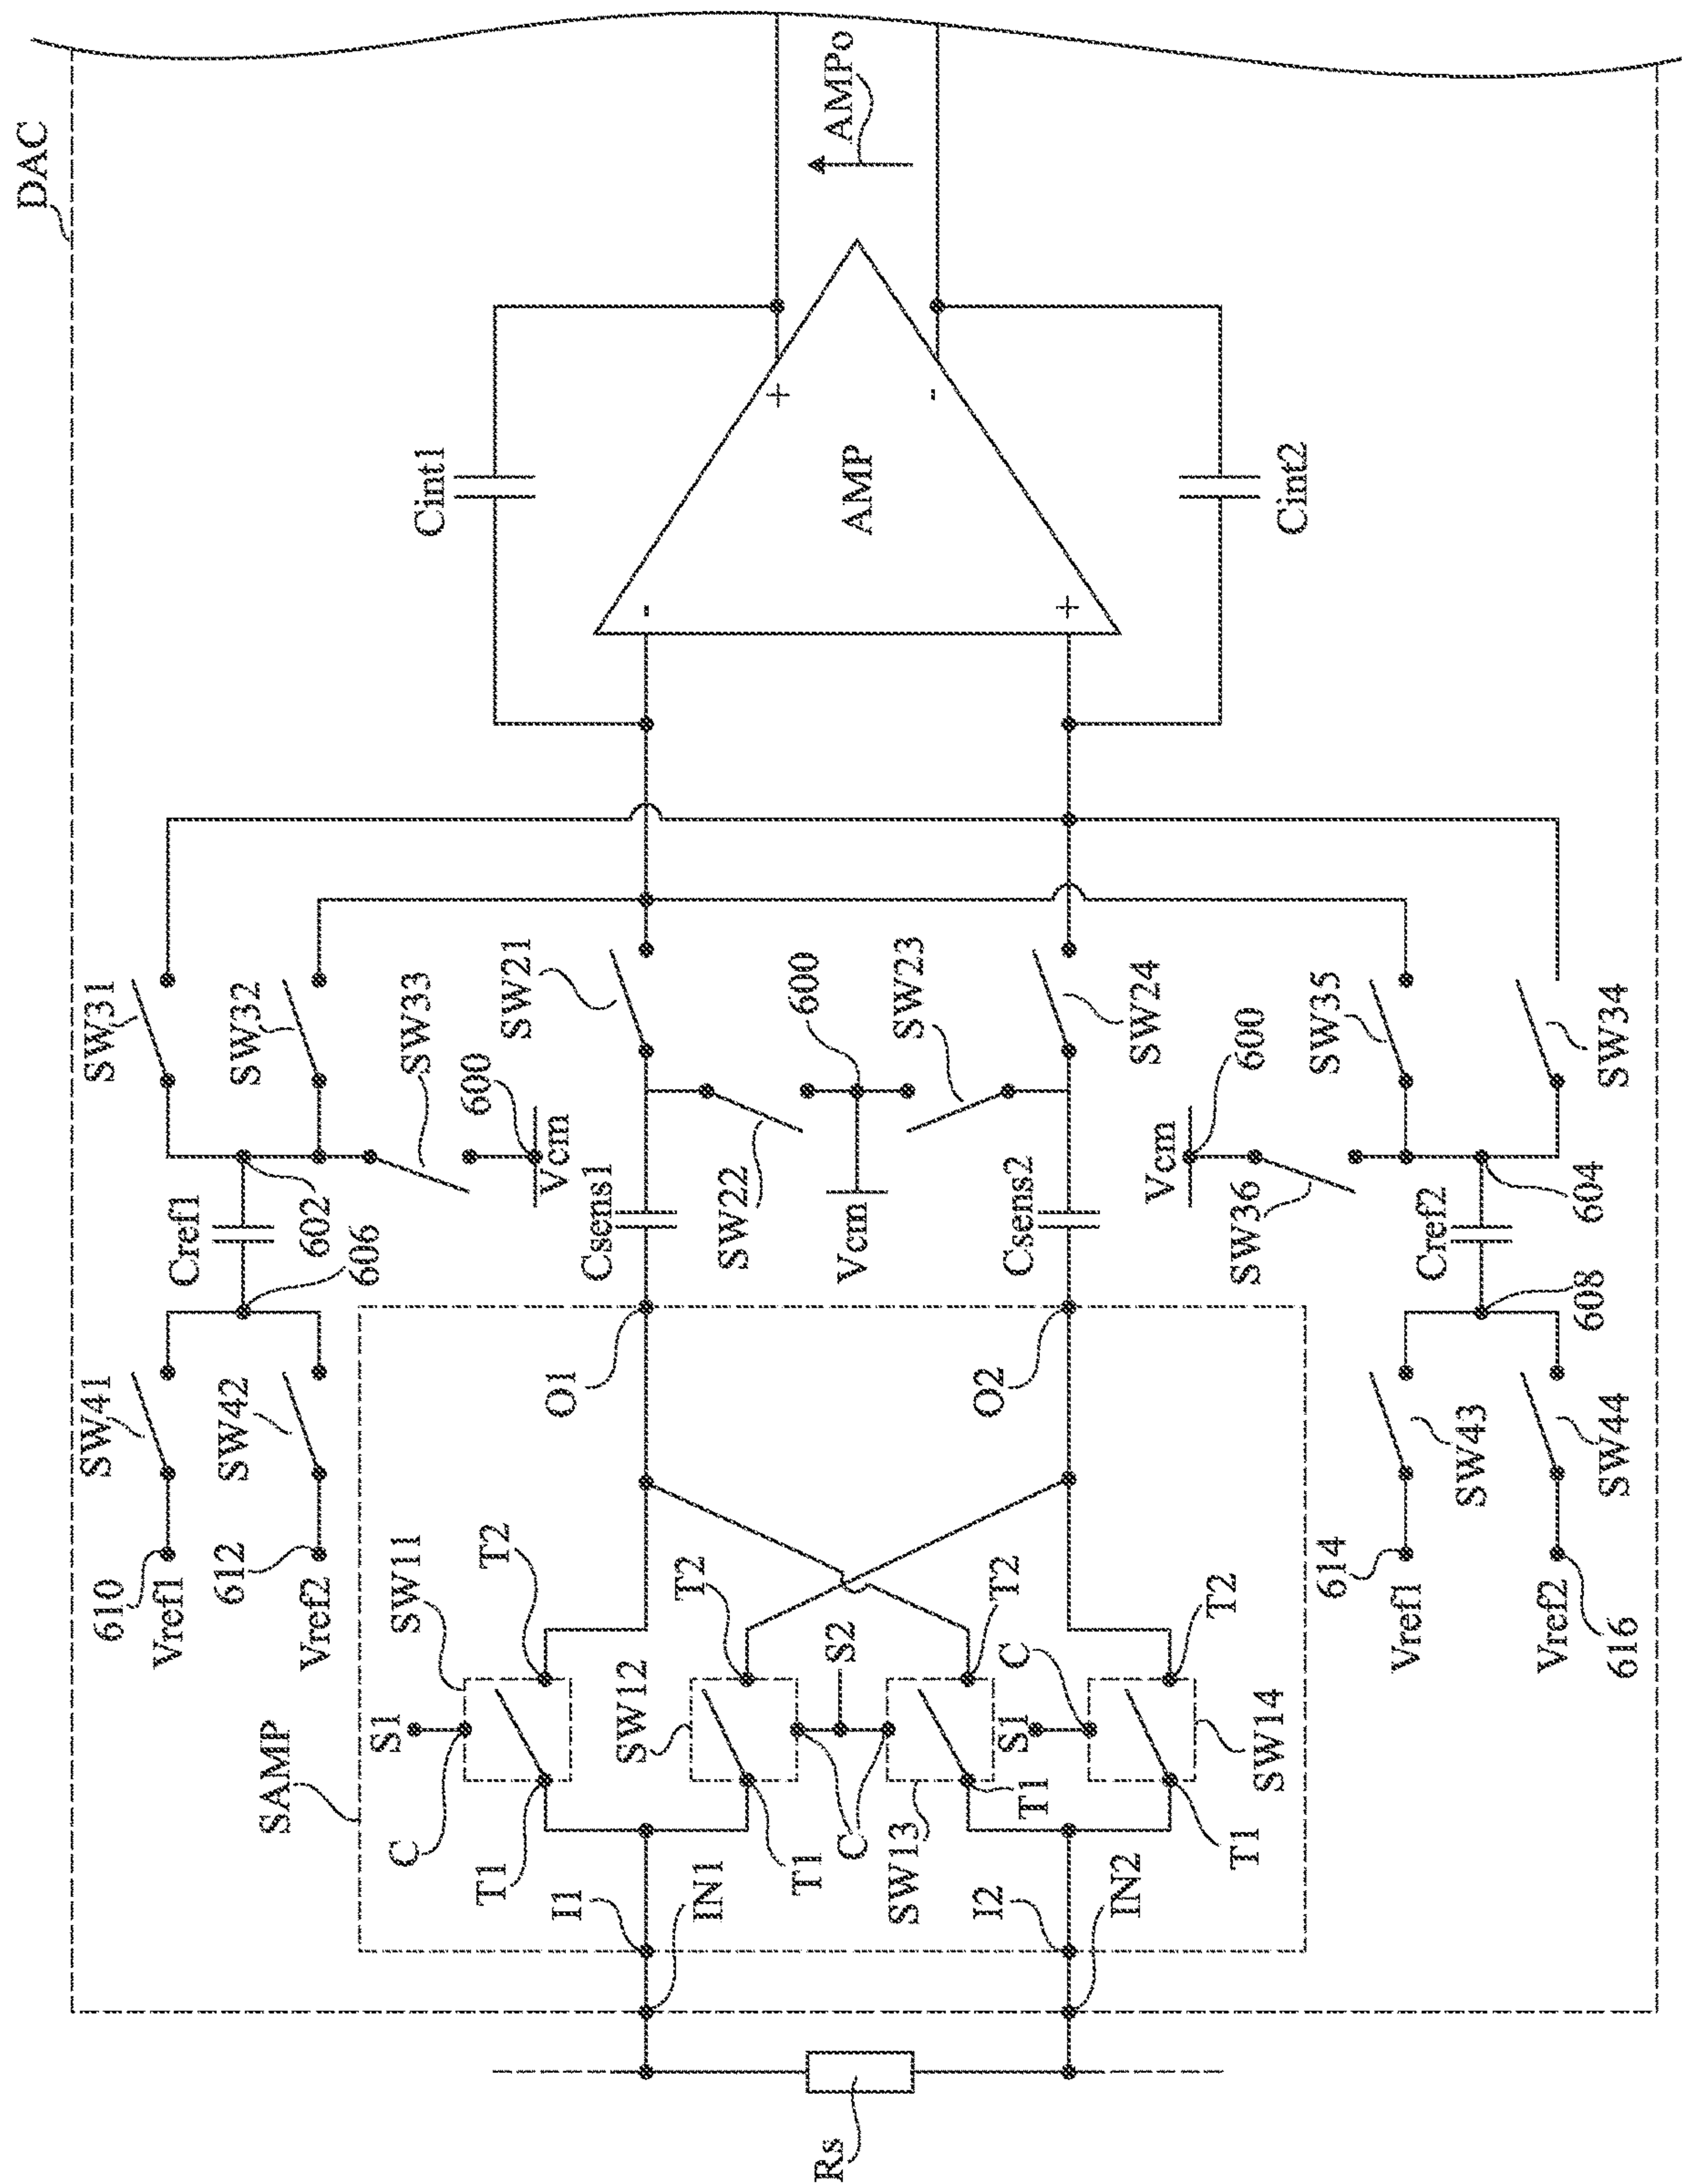 DAC
AMPo
Cint1
AMP
-
+
+
-
Cint2
SW31
SW32
SW33
SW21
600
SW23
SW24
600
SW35
SW34
600
Vcm
Cref1
602
606
Csens1
SW22
Vcm
Csens2
Vcm
SW36
Cref2
604
608
SW41
SW42
O1
O2
SW43
SW44
610
Vref1
612
Vref2
614
Vref1
616
Vref2
SAMP
SW11
T2
S1
C
T1
SW12
T2
S2
T1
C
SW13
T2
T1
S1
C
T2
SW14
T1
I1
IN1
I2
IN2
Rs